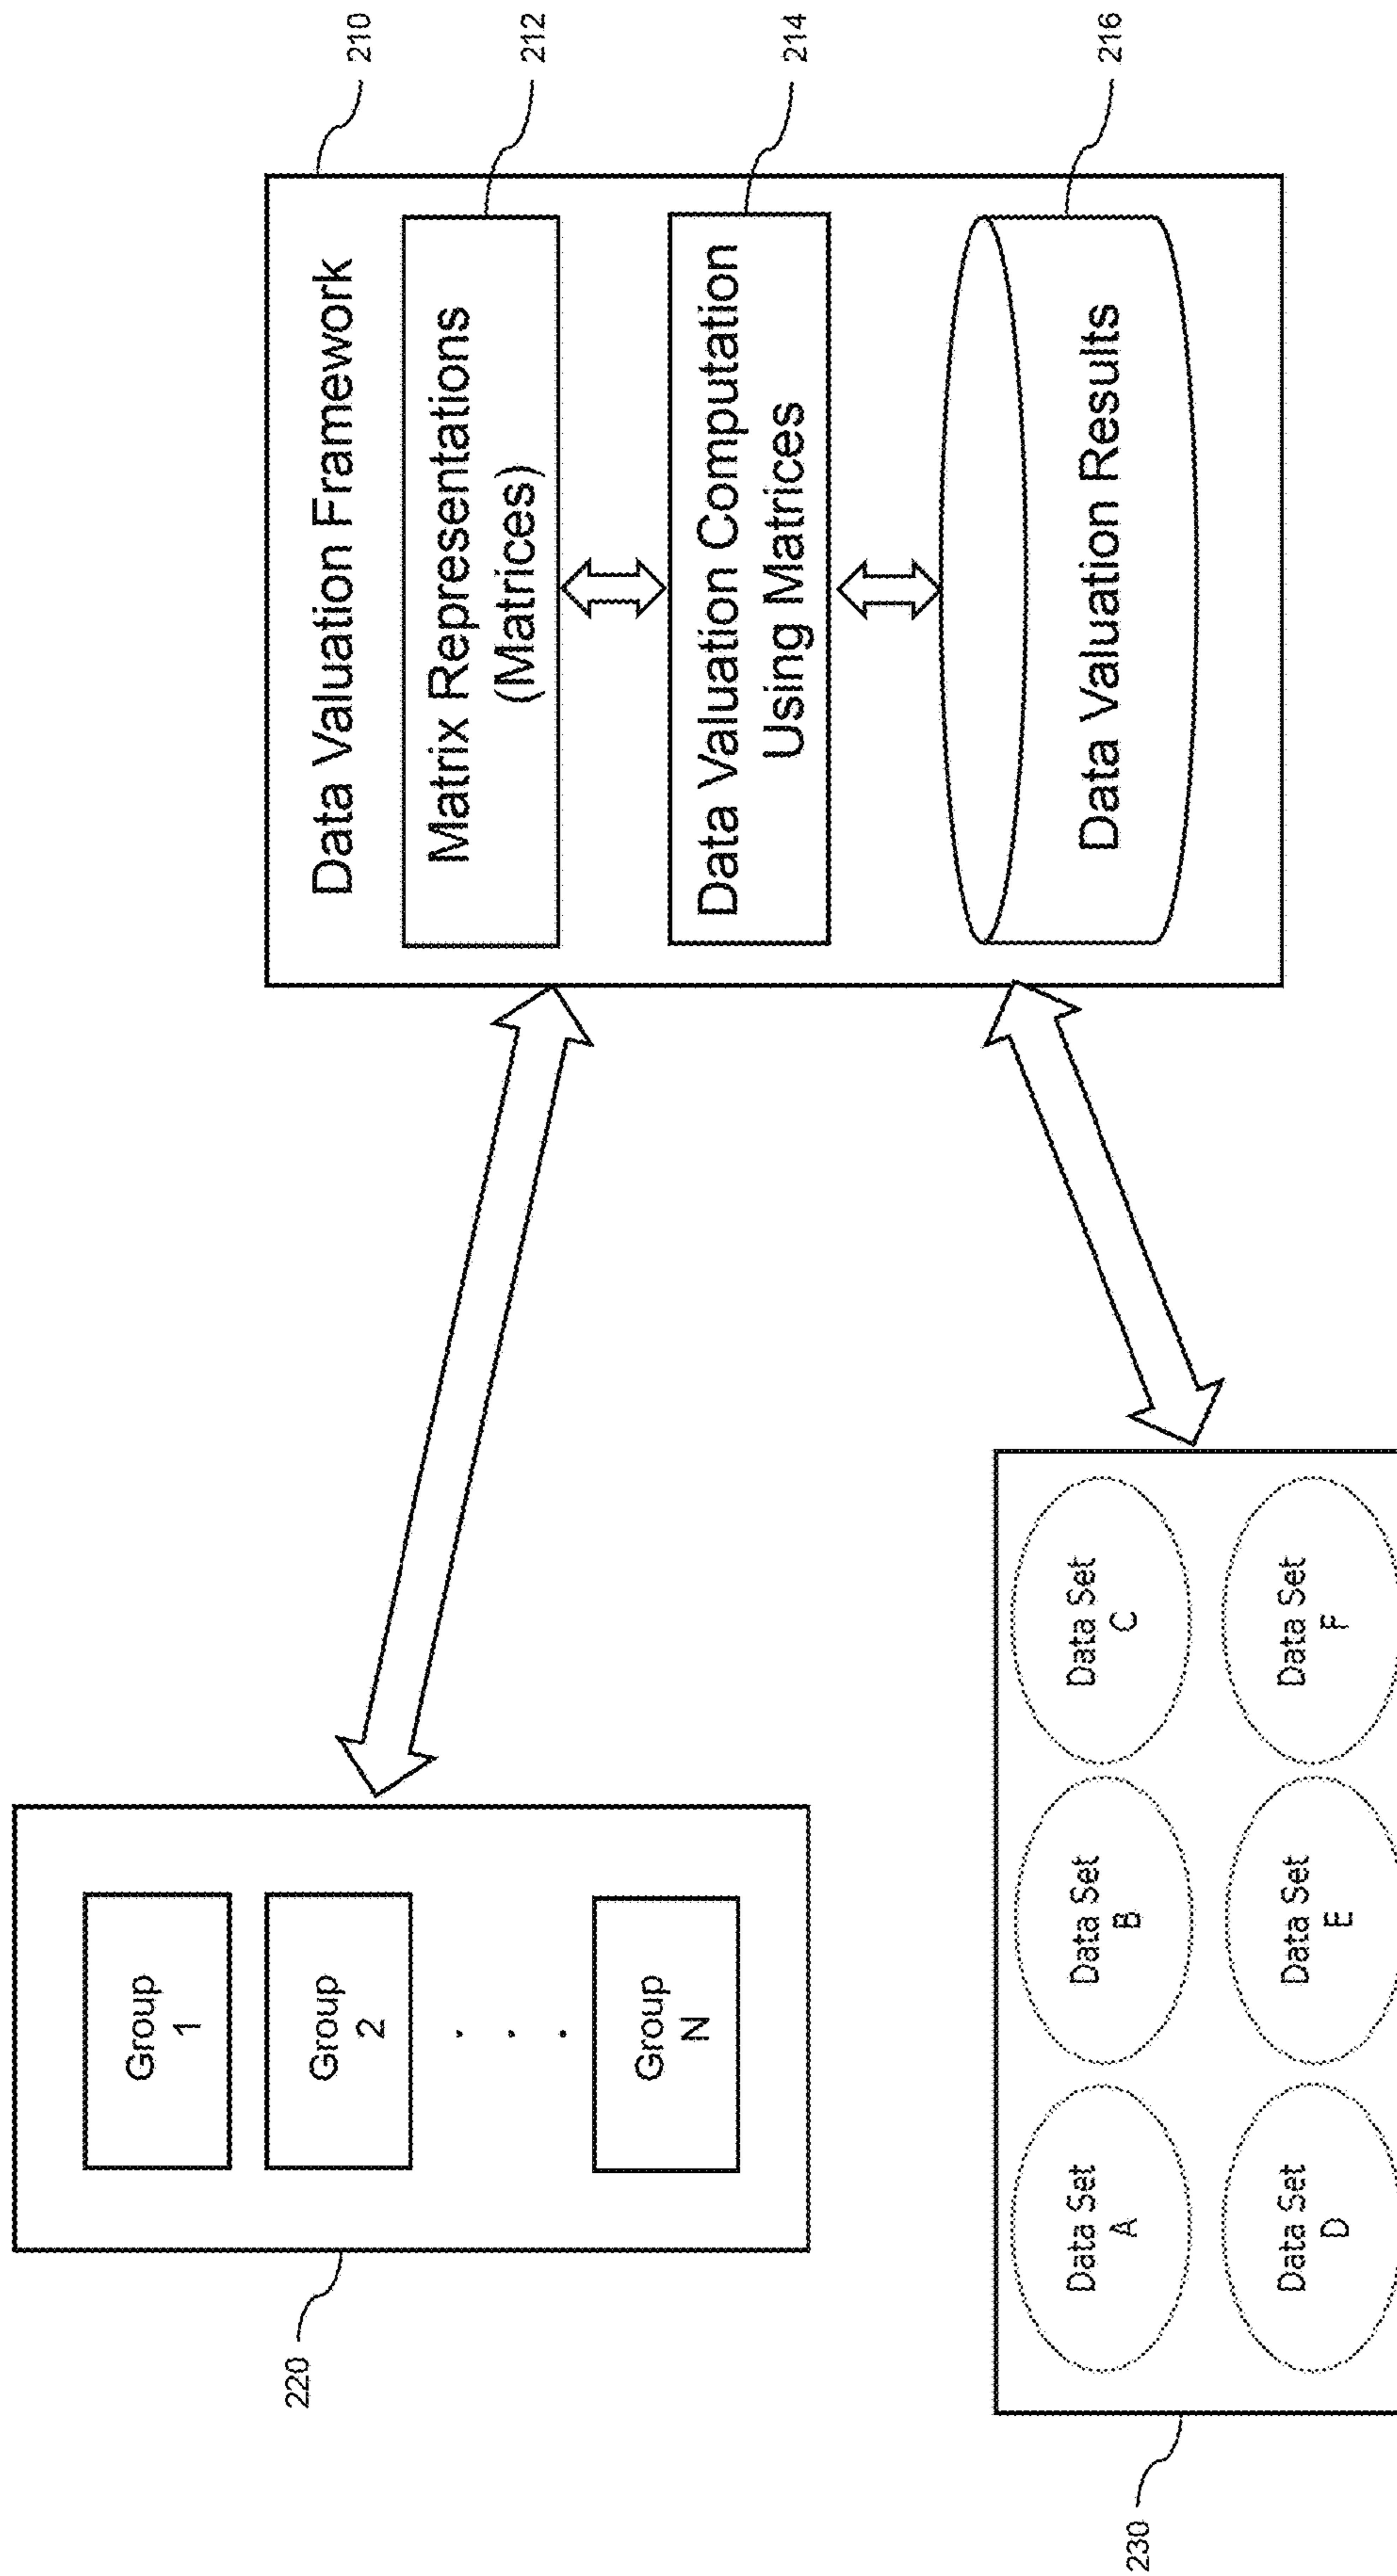 210
Data Valuation Framework
212
Matrix Representations
(Matrices)
214
Data Valuation Computation
Using Matrices
216
Data Valuation Results
220
Group
1
Group
2
. . .
Group
N
230
Data Set
A
Data Set
B
Data Set
C
Data Set
D
Data Set
E
Data Set
F